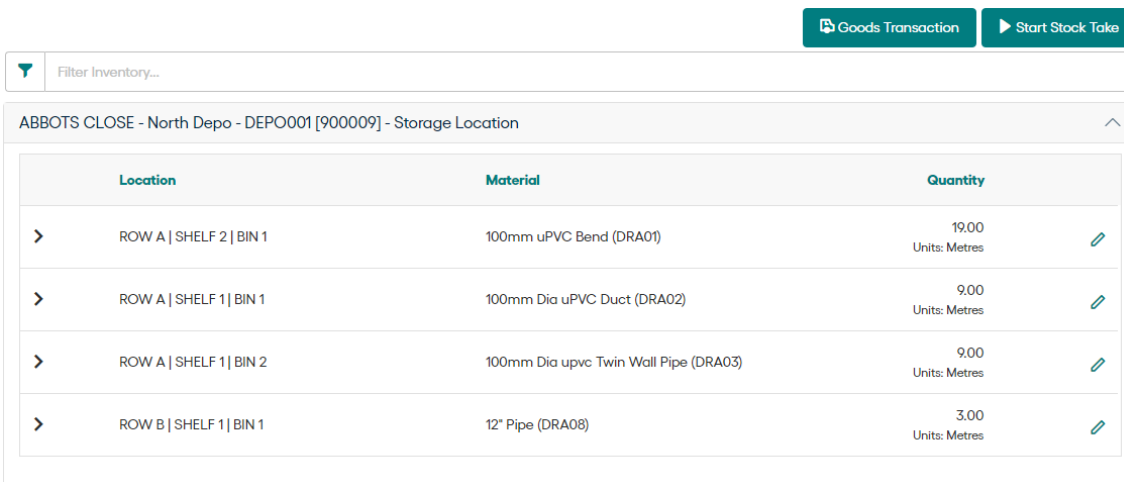 Goods Transaction
Start Stock Take
Filter Inventory...
ABBOTS CLOSE - North Depo - DEPO001 [900009] - Storage Location
Location Material Quantity
ROW A | SHELF 2 | BIN 1 100mm uPVC Bend (DRA01) 19.00
Units: Metres
ROW A | SHELF 1 | BIN 1 100mm Dia uPVC Duct (DRA02) 9.00
Units: Metres
ROW A | SHELF 1 | BIN 2 100mm Dia upvc Twin Wall Pipe (DRA03) 9.00
Units: Metres
ROW B | SHELF 1 | BIN 1 12" Pipe (DRA08) 3.00
Units: Metres